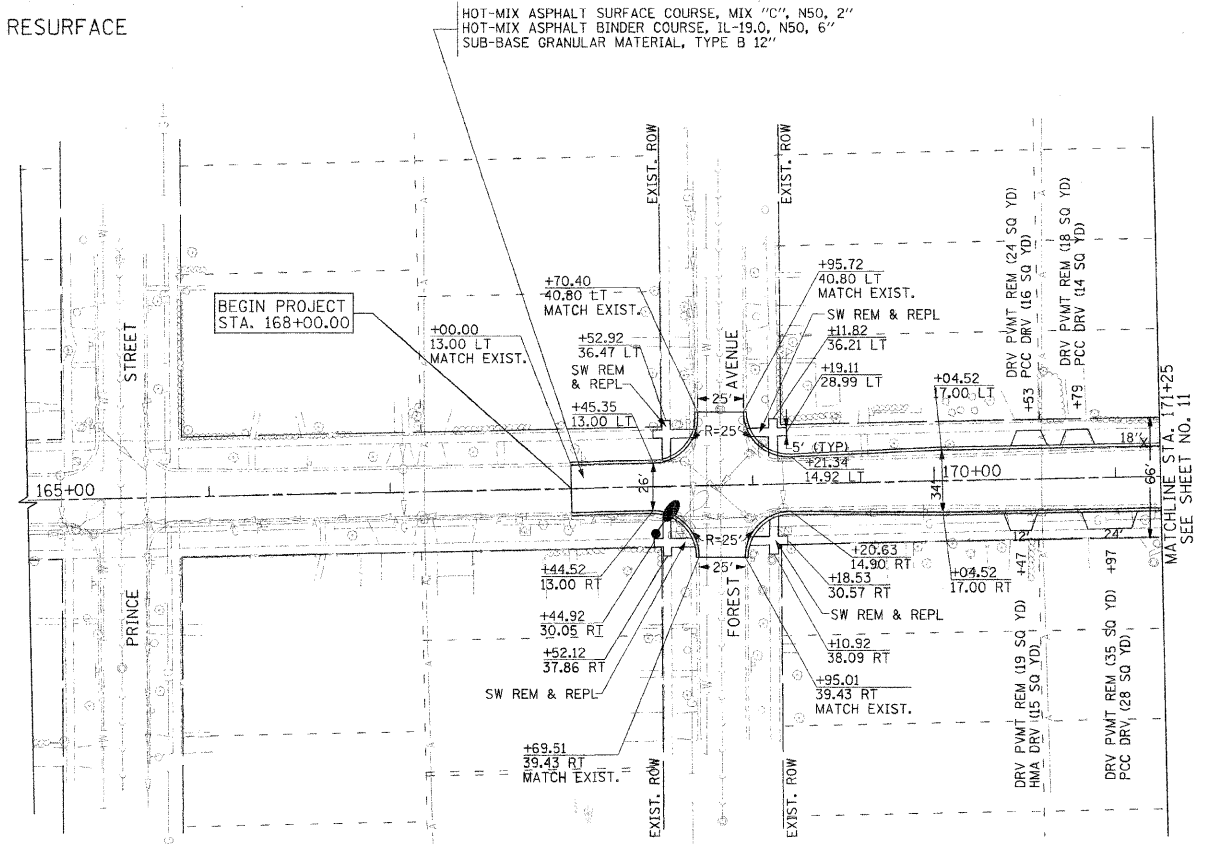 RESURFACE
HOT-MIX ASPHALT SURFACE COURSE, MIX "C", N50, 2"
HOT-MIX ASPHALT BINDER COURSE, IL-19.0, N50, 6"
SUB-BASE GRANULAR MATERIAL, TYPE B 12"
EXIST. ROW
EXIST. ROW
BEGIN PROJECT
STA. 168+00.00
STREET
+00.00
13.00 LT
MATCH EXIST.
+70.40
40.80 LT
MATCH EXIST.
+52.92
36.47 LT
SW REM
& REPL
+45.35
13.00 LT
AVENUE
+95.72
40.80 LT
MATCH EXIST.
SW REM & REPL
+11.82
36.21 LT
+19.11
28.99 LT
+04.52
17.00 LT
DRV PVMT REM (24 SQ YD)
PCC DRV (16 SQ YD)
+53
DRV PVMT REM (18 SQ YD)
PCC DRV (14 SQ YD)
+79
MATCHLINE STA. 171+25
SEE SHEET NO. 11
25'
R=25'
5' (TYP)
+21.34
14.92 LT
18'
66'
165+00
26'
34'
170+00
R=25'
25'
12'
24'
PRINCE
FOREST
+44.52
13.00 RT
+44.92
30.05 RT
+52.12
37.86 RT
SW REM & REPL
+69.51
39.43 RT
MATCH EXIST.
+20.63
14.90 RT
+18.53
30.57 RT
SW REM & REPL
+10.92
38.09 RT
+95.01
39.43 RT
MATCH EXIST.
+04.52
17.00 RT
+47
DRV PVMT REM (19 SQ YD)
HMA DRV (15 SQ YD)
+97
DRV PVMT REM (35 SQ YD)
PCC DRV (28 SQ YD)
EXIST. ROW
EXIST. ROW